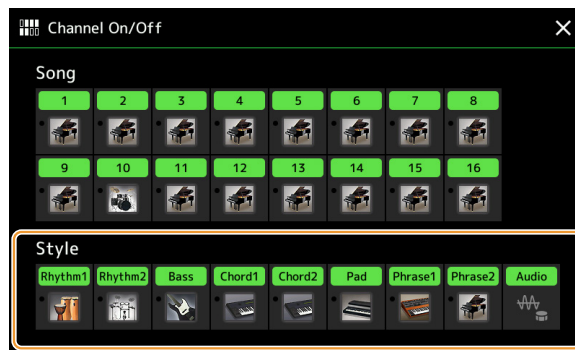 Channel On/Off
Song
1 2 3 4 5 6 7 8
9 10 11 12 13 14 15 16
Style
Rhythm1 Rhythm2 Bass Chord1 Chord2 Pad Phrase1 Phrase2 Audio